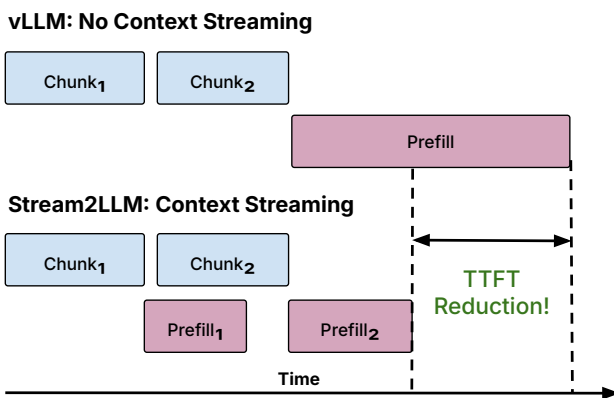 vLLM: No Context Streaming
Chunk1 Chunk2
Prefill
Stream2LLM: Context Streaming
Chunk1 Chunk2
TTFT
Reduction!
Prefill1 Prefill2
Time